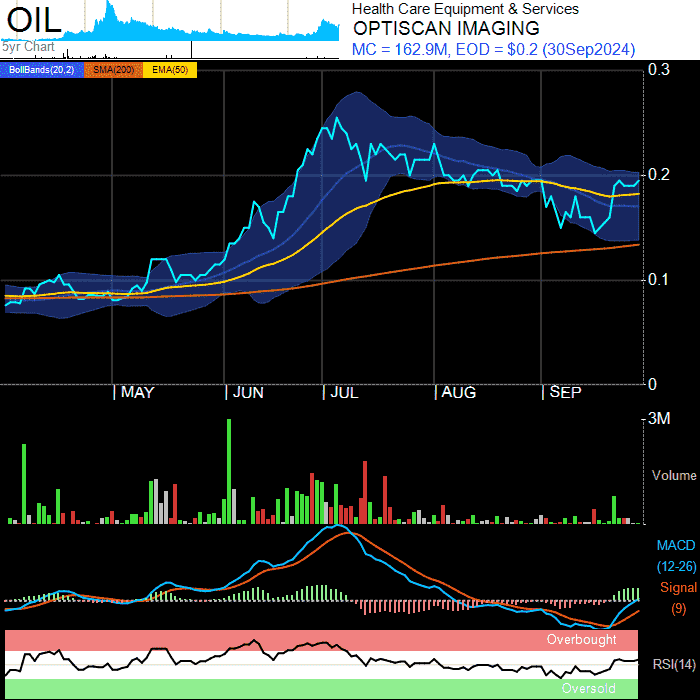 OIL
5yr Chart
Health Care Equipment & Services
OPTISCAN IMAGING
MC = 162.9M, EOD = $0.2 (30Sep2024)
BollBands(20,2) SMA(200) EMA(50)
0.3
0.2
0.1
0
MAY JUN JUL AUG SEP
3M
Volume
MACD
(12-26)
Signal
(9)
Overbought
RSI(14)
Oversold